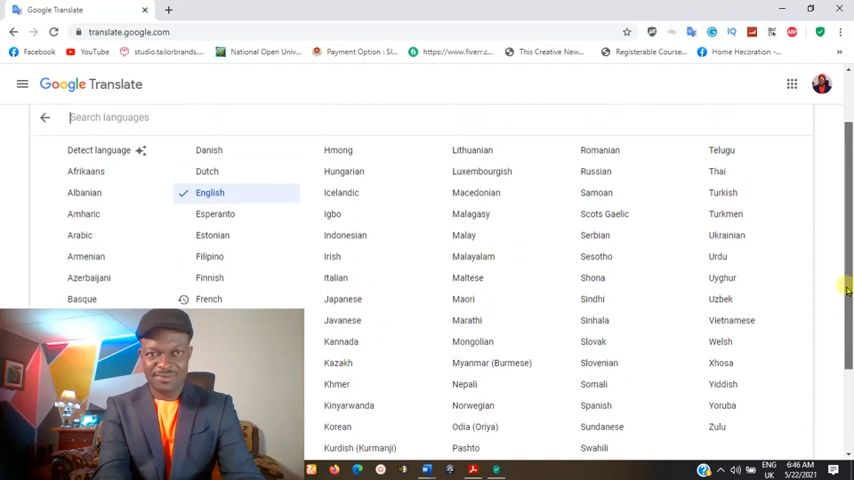 Google Translate
translate.google.com
Facebook
YouTube
studio.tailorbrands....
National Open Univ...
Payment Option : Sl...
https://www.fiverr.c...
This Creative New...
Registerable Course...
Home Hecoration -...
Google Translate
Search languages
Detect language Danish Hmong Lithuanian Romanian Telugu
Afrikaans Dutch Hungarian Luxembourgish Russian Thai
Albanian English Icelandic Macedonian Samoan Turkish
Amharic Esperanto Igbo Malagasy Scots Gaelic Turkmen
Arabic Estonian Indonesian Malay Serbian Ukrainian
Armenian Filipino Irish Malayalam Sesotho Urdu
Azerbaijani Finnish Italian Maltese Shona Uyghur
Basque French Japanese Maori Sindhi Uzbek
Javanese Marathi Sinhala Vietnamese
Kannada Mongolian Slovak Welsh
Kazakh Myanmar (Burmese) Slovenian Xhosa
Khmer Nepali Somali Yiddish
Kinyarwanda Norwegian Spanish Yoruba
Korean Odia (Oriya) Sundanese Zulu
Kurdish (Kurmanji) Pashto Swahili
ENG 6:46 AM
UK 5/22/2021